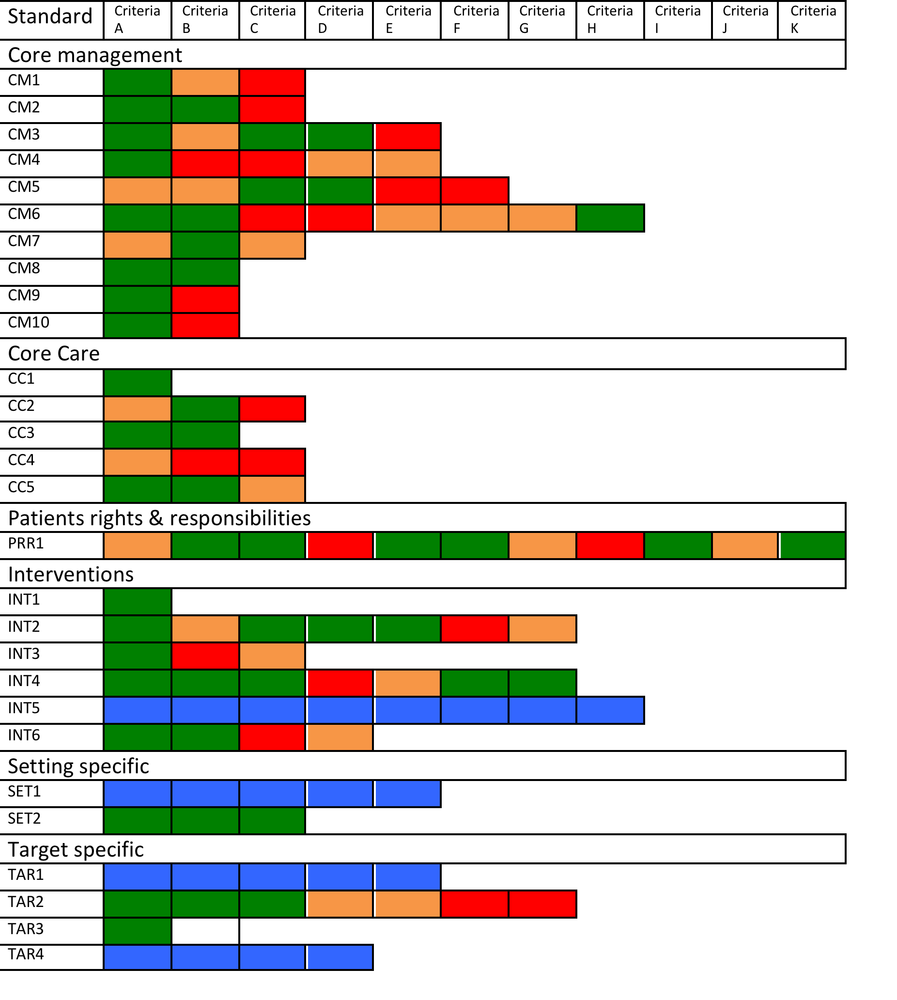 Standard
Criteria
A
Criteria
B
Criteria
C
Criteria
D
Criteria
E
Criteria
F
Criteria
G
Criteria
H
Criteria
I
Criteria
J
Criteria
K
Core management
CM1
CM2
CM3
CM4
CM5
CM6
CM7
CM8
CM9
CM10
Core Care
CC1
CC2
CC3
CC4
CC5
Patients rights & responsibilities
PRR1
Interventions
INT1
INT2
INT3
INT4
INT5
INT6
Setting specific
SET1
SET2
Target specific
TAR1
TAR2
TAR3
TAR4